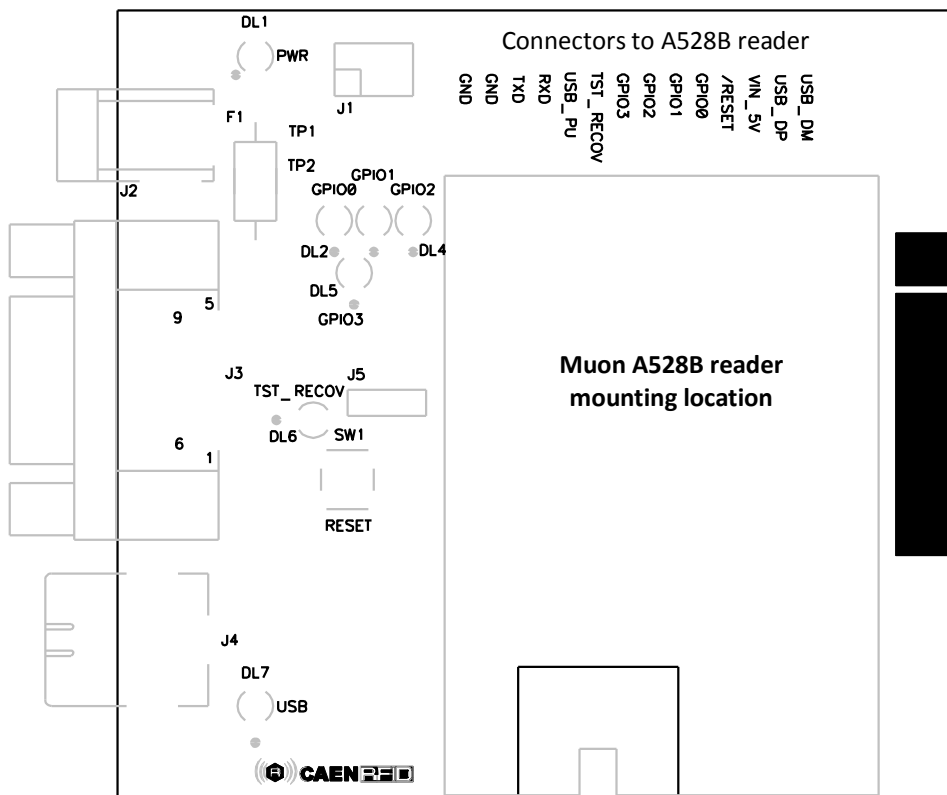 DL1
PWR
Connectors to A528B reader
J1
GND
GND
TXD
RXD
USB_PU
TST_RECOV
GPIO3
GPIO2
GPIO1
GPIO0
/RESET
VIN_5V
USB_DP
USB_DM
F1
TP1
TP2
J2
GPIO1
GPIO0
GPIO2
DL2
DL4
DL5
GPIO3
5
9
J3
J5
TST_RECOV
DL6
SW1
6
1
RESET
Muon A528B reader
mounting location
J4
DL7
USB
CAENRFID